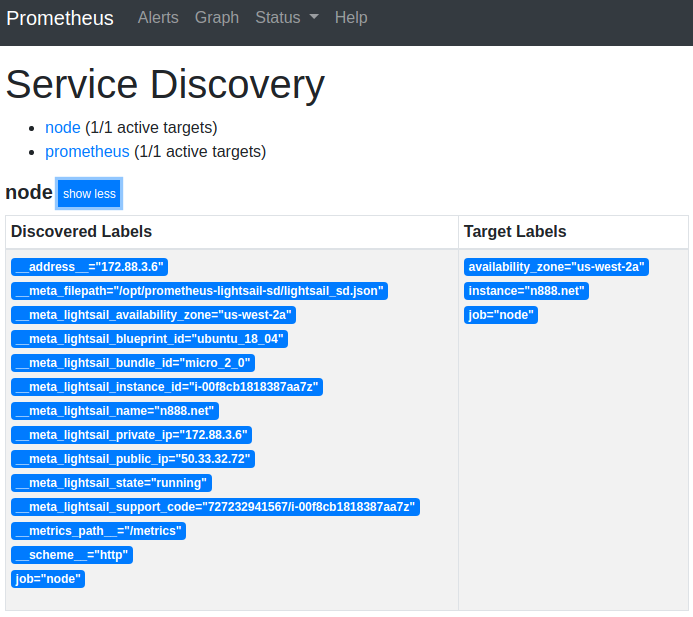 Prometheus Alerts Graph Status Help
Service Discovery
node (1/1 active targets)
prometheus (1/1 active targets)
node show less
Discovered Labels Target Labels
__address__="172.88.3.6" availability_zone="us-west-2a"
__meta_filepath="/opt/prometheus-lightsail-sd/lightsail_sd.json" instance="n888.net"
__meta_lightsail_availability_zone="us-west-2a" job="node"
__meta_lightsail_blueprint_id="ubuntu_18_04"
__meta_lightsail_bundle_id="micro_2_0"
__meta_lightsail_instance_id="i-00f8cb1818387aa7z"
__meta_lightsail_name="n888.net"
__meta_lightsail_private_ip="172.88.3.6"
__meta_lightsail_public_ip="50.33.32.72"
__meta_lightsail_state="running"
__meta_lightsail_support_code="727232941567/i-00f8cb1818387aa7z"
__metrics_path__="/metrics"
__scheme__="http"
job="node"